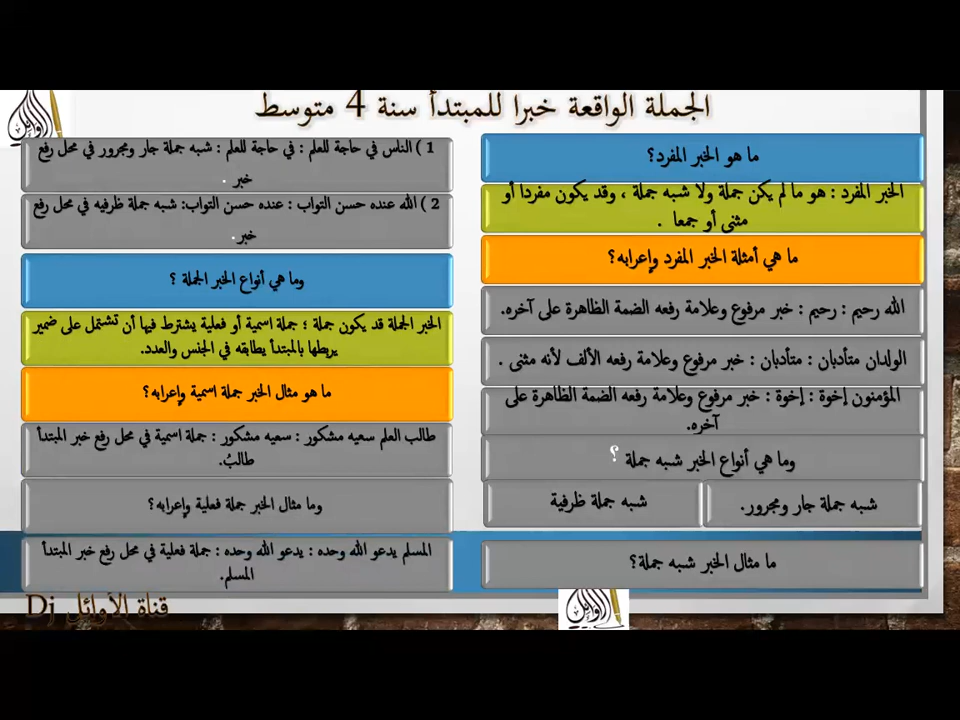 الجملة الواقعة خبرا للمبتدأ سنة 4 متوسط
ما هو الخبر المفرد؟
الخبر المفرد : هو ما لم يكن جملة ولا شبه جملة ، وقد يكون مفردا أو
مثنى أو جمعا .
ما هي أمثلة الخبر المفرد وإعرابه؟
الله رحيم : رحيم : خبر مرفوع وعلامة رفعه الضمة الظاهرة على آخره.
الولدان متأدبان : متأدبان : خبر مرفوع وعلامة رفعه الألف لأنه مثنى .
المؤمنون إخوة : إخوة : خبر مرفوع وعلامة رفعه الضمة الظاهرة على
آخره.
وما هي أنواع الخبر شبه جملة ؟
شبه جملة جار ومجرور.
شبه جملة ظرفية
ما مثال الخبر شبه جملة؟
1 ) الناس في حاجة للعلم : في حاجة للعلم : شبه جملة جار ومجرور في محل رفع
خبر .
2 ) الله عنده حسن الثواب : عنده حسن الثواب: شبه جملة ظرفيه في محل رفع
خبر.
وما هي أنواع الخبر الجملة ؟
الخبر الجملة قد يكون جملة ؛ جملة اسمية أو فعلية يشترط فيها أن تشتمل على ضمير
يربطها بالمبتدأ يطابقه في الجنس والعدد.
ما هو مثال الخبر جملة اسمية وإعرابه؟
طالب العلم سعيه مشكور : سعيه مشكور : جملة اسمية في محل رفع خبر المبتدأ
طالبُ.
وما مثال الخبر جملة فعلية وإعرابه؟
المسلم يدعو الله وحده : يدعو الله وحده : جملة فعلية في محل رفع خبر المبتدأ
المسلم.
قناة الأوائل Dj
الأوائل
الأوائل